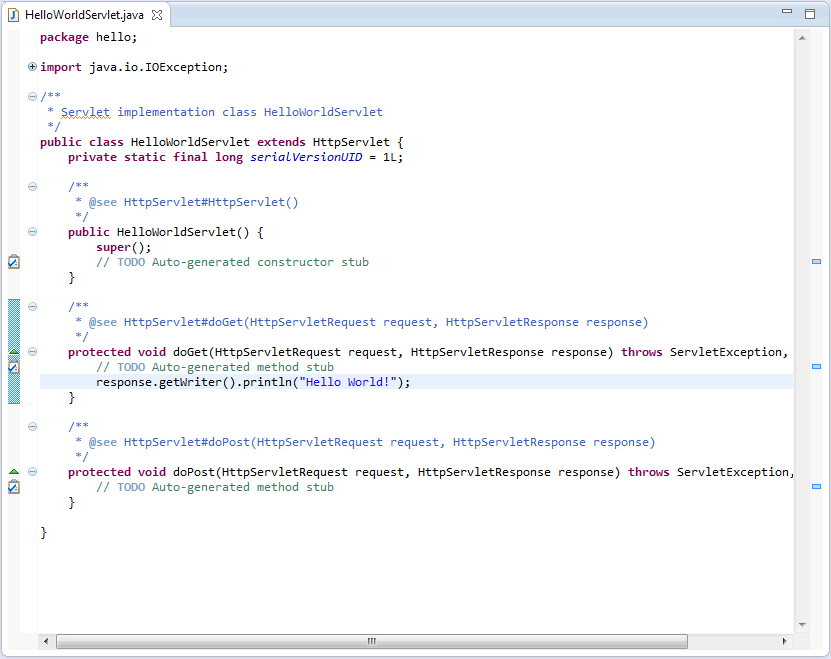 HelloWorldServlet.java
package hello;
import java.io.IOException;
/**
 * Servlet implementation class HelloWorldServlet
 */
public class HelloWorldServlet extends HttpServlet {
    private static final long serialVersionUID = 1L;
    /**
     * @see HttpServlet#HttpServlet()
     */
    public HelloWorldServlet() {
        super();
        // TODO Auto-generated constructor stub
    }
    /**
     * @see HttpServlet#doGet(HttpServletRequest request, HttpServletResponse response)
     */
    protected void doGet(HttpServletRequest request, HttpServletResponse response) throws ServletException,
        // TODO Auto-generated method stub
        response.getWriter().println("Hello World!");
    }
    /**
     * @see HttpServlet#doPost(HttpServletRequest request, HttpServletResponse response)
     */
    protected void doPost(HttpServletRequest request, HttpServletResponse response) throws ServletException,
        // TODO Auto-generated method stub
    }
}